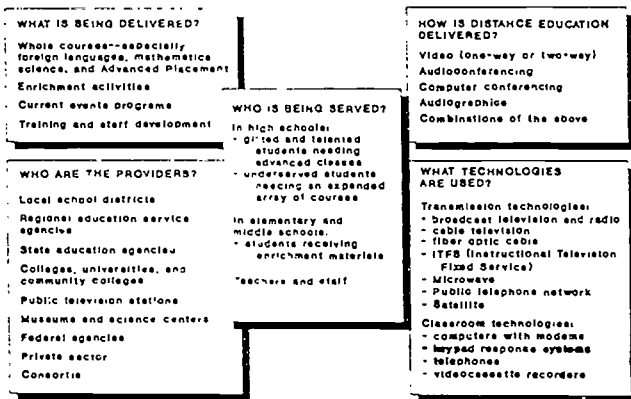 WHAT IS BEING DELIVERED?
Whole courses--especially
foreign languages, mathematics
science, and Advanced Placement
Enrichment activities
Current events programs
Training and staff development
WHO ARE THE PROVIDERS?
Local school districts
Regional education service
agencies
State education agencies
Colleges, universities, and
community colleges
Public television stations
Museums and science centers
Federal agencies
Private sector
Consortia
WHO IS BEING SERVED?
In high schools:
- gifted and talented
students needing
advanced classes
- underserved students
needing an expanded
array of courses
In elementary and
middle schools:
- students receiving
enrichment materials
Teachers and staff
HOW IS DISTANCE EDUCATION
DELIVERED?
Video (one-way or two-way)
Audioconferencing
Computer conferencing
Audiographics
Combinations of the above
WHAT TECHNOLOGIES
ARE USED?
Transmission technologies:
- broadcast television and radio
- cable television
- fiber optic cable
- ITFS (Instructional Television
Fixed Service)
- Microwave
- Public telephone network
- Satellite
Classroom technologies:
- computers with modems
- keypad response systems
- telephones
- videocassette recorders